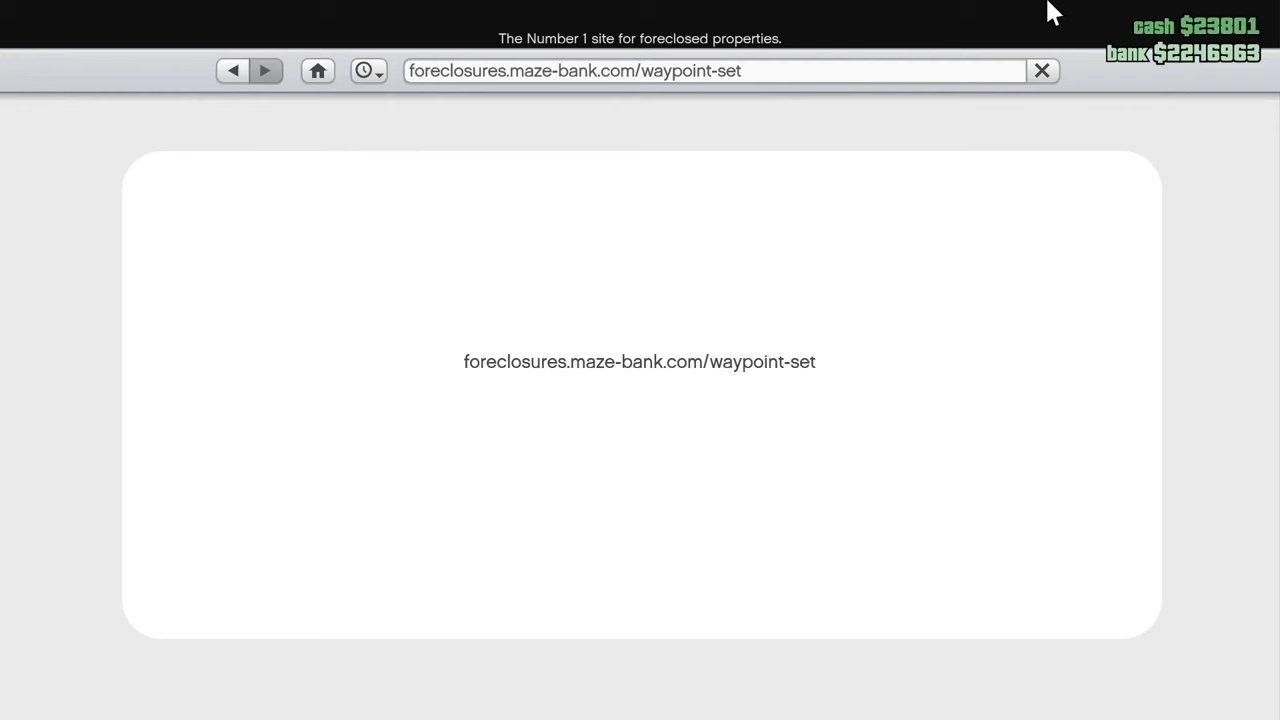 cash $23801
The Number 1 site for foreclosed properties.
bank $2246963
foreclosures.maze-bank.com/waypoint-set
foreclosures.maze-bank.com/waypoint-set